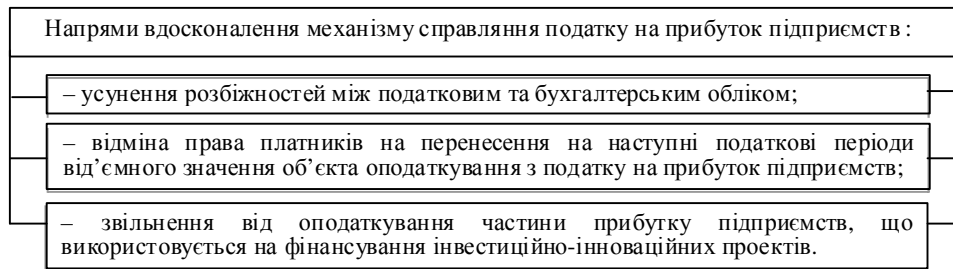 Напрями вдосконалення механізму справляння податку на прибуток підприємств :
– усунення розбіжностей між податковим та бухгалтерським обліком;
– відміна права платників на перенесення на наступні податкові періоди
від’ємного значення об’єкта оподаткування з податку на прибуток підприємств;
– звільнення від оподаткування частини прибутку підприємств, що
використовується на фінансування інвестиційно-інноваційних проектів.